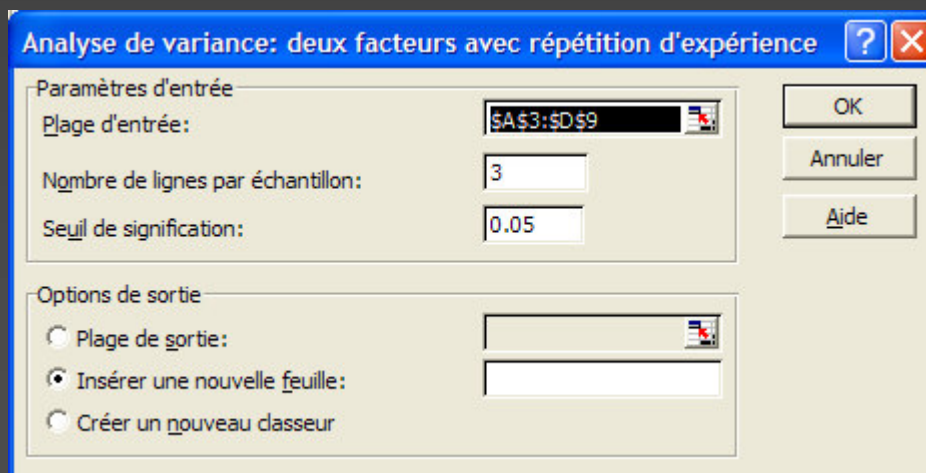 Analyse de variance: deux facteurs avec répétition d'expérience
Paramètres d'entrée
Plage d'entrée: $A$3:$D$9
Nombre de lignes par échantillon: 3
Seuil de signification: 0.05
OK
Annuler
Aide
Options de sortie
Plage de sortie:
Insérer une nouvelle feuille:
Créer un nouveau classeur